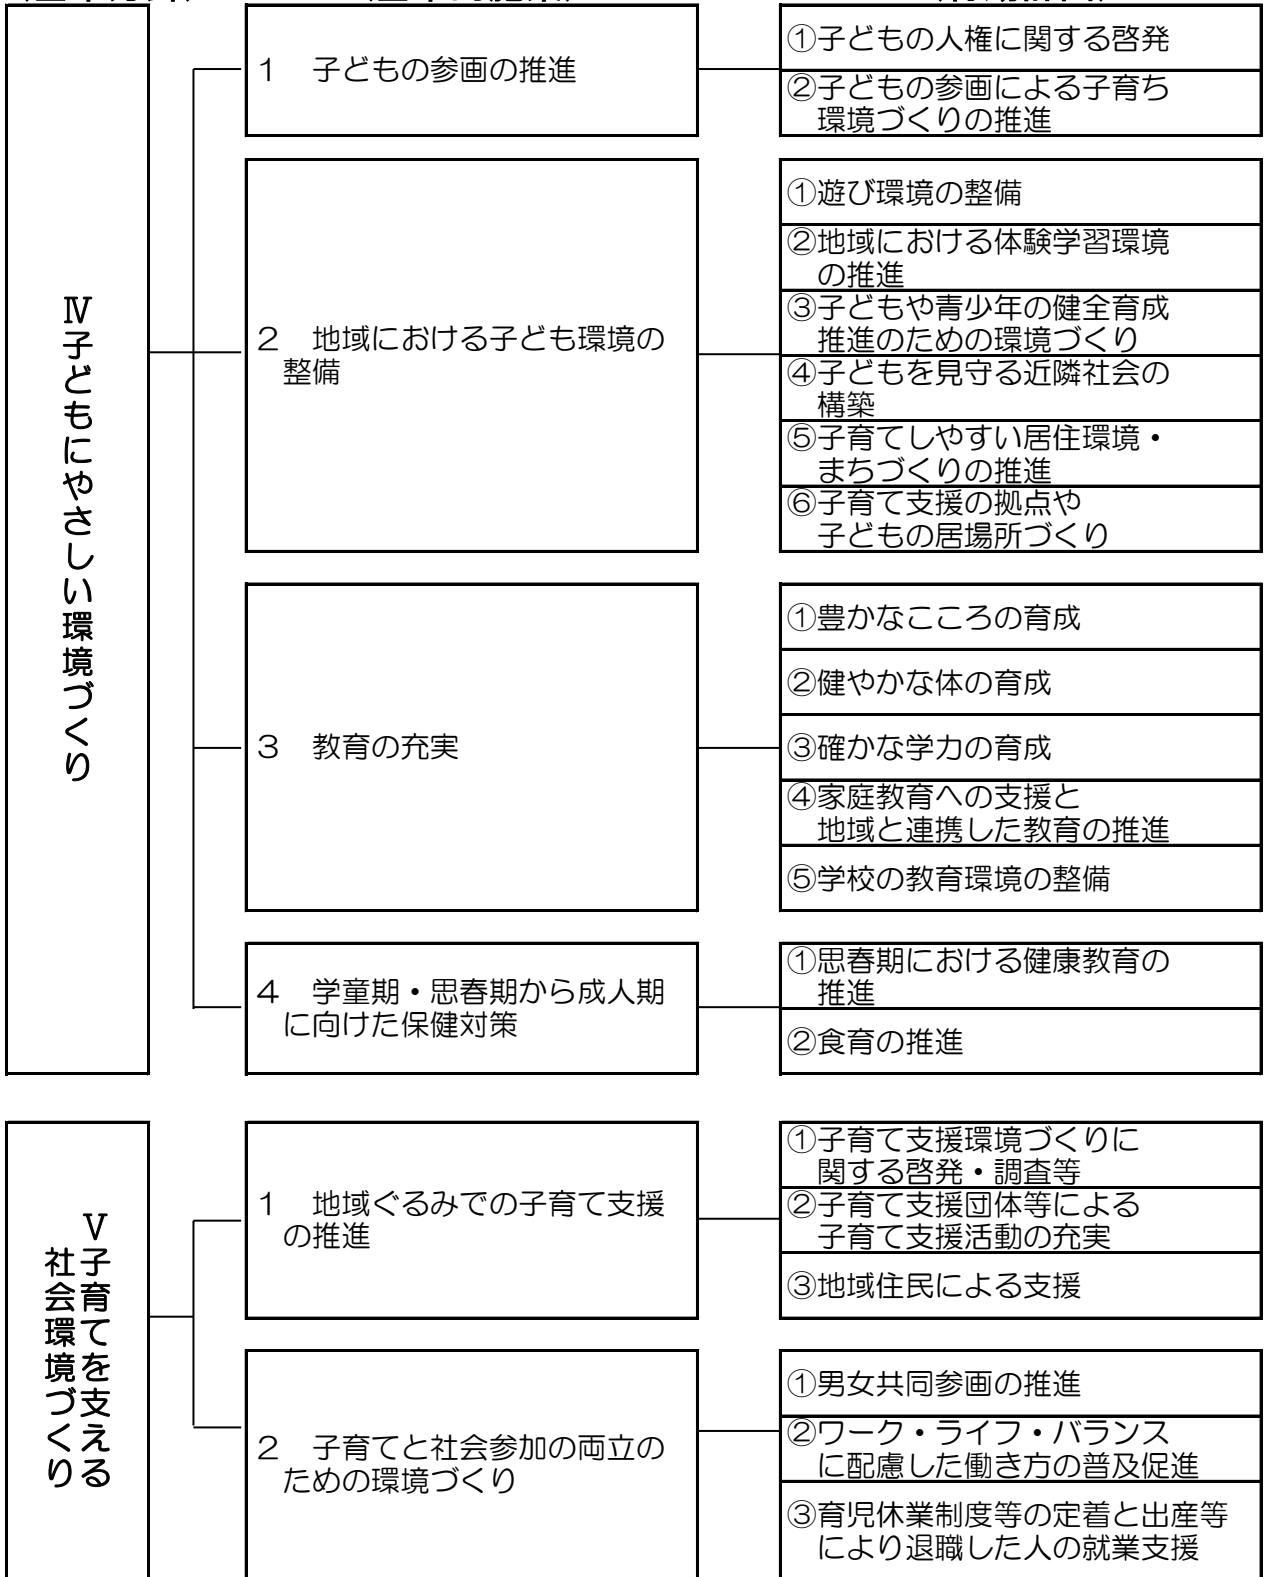 Ⅳ子どもにやさしい環境づくり
1　子どもの参画の推進
①子どもの人権に関する啓発
②子どもの参画による子育ち
環境づくりの推進
2　地域における子ども環境の
整備
①遊び環境の整備
②地域における体験学習環境
の推進
③子どもや青少年の健全育成
推進のための環境づくり
④子どもを見守る近隣社会の
構築
⑤子育てしやすい居住環境・
まちづくりの推進
⑥子育て支援の拠点や
子どもの居場所づくり
3　教育の充実
①豊かなこころの育成
②健やかな体の育成
③確かな学力の育成
④家庭教育への支援と
地域と連携した教育の推進
⑤学校の教育環境の整備
4　学童期・思春期から成人期
に向けた保健対策
①思春期における健康教育の
推進
②食育の推進
Ⅴ子育てを支える
社会環境づくり
1　地域ぐるみでの子育て支援
の推進
①子育て支援環境づくりに
関する啓発・調査等
②子育て支援団体等による
子育て支援活動の充実
③地域住民による支援
2　子育てと社会参加の両立の
ための環境づくり
①男女共同参画の推進
②ワーク・ライフ・バランス
に配慮した働き方の普及促進
③育児休業制度等の定着と出産等
により退職した人の就業支援